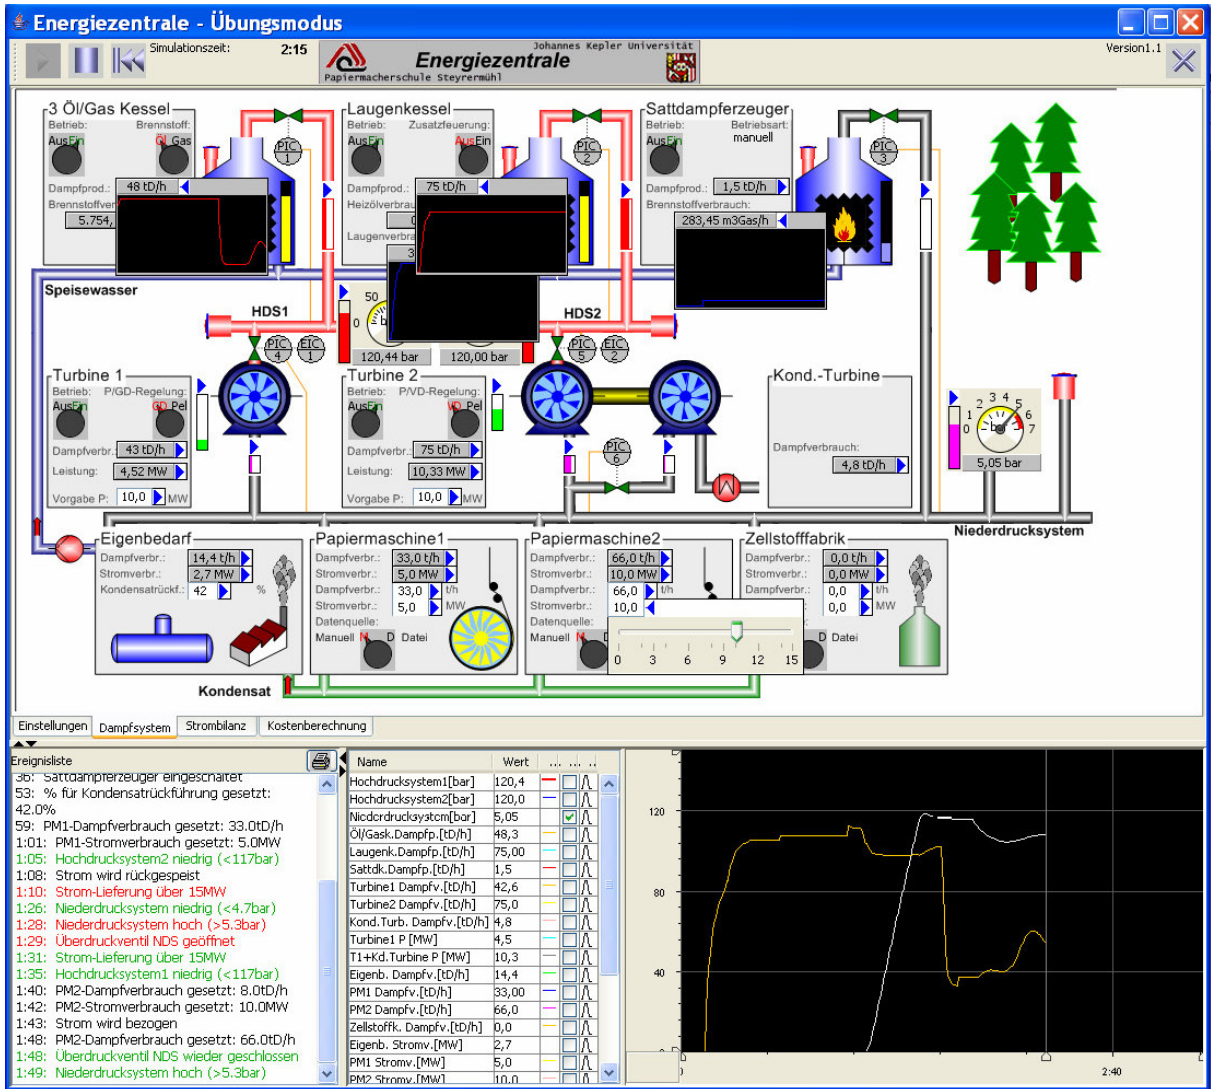 Energiezentrale - Übungsmodus
Simulationszeit: 2:15
Johannes Kepler Universität
Energiezentrale
Papiermacherschule Steyrermühl
Version1.1
3 Öl/Gas Kessel
Betrieb: Brennstoff:
Aus Ein Öl Gas
Dampfprod.: 48 tD/h
5.754,
PIC 1
Laugenkessel
Betrieb: Zusatzfeuerung:
Aus Ein Aus Ein
Dampfprod.: 75 tD/h
PIC 2
Sattdampferzeuger
Betrieb: Betriebsart:
Aus Ein manuell
Dampfprod.: 1,5 tD/h
Brennstoffverbrauch:
283,45 m3Gas/h
PIC 3
Speisewasser
HDS1
HDS2
50
0
120,44 bar
120,00 bar
PIC 4
EIC 1
PIC 5
EIC 2
Turbine 1
Betrieb: P/GD-Regelung:
Aus Ein GD Pel
Dampfverbr.: 43 tD/h
Leistung: 4,52 MW
Vorgabe P: 10,0 MW
Turbine 2
Betrieb: P/VD-Regelung:
Aus Ein VD Pel
Dampfverbr.: 75 tD/h
Leistung: 10,33 MW
Vorgabe P: 10,0 MW
PIC 6
Kond.-Turbine
Dampfverbrauch:
4,8 tD/h
0 1 2 3 4 5 6 7
5,05 bar
Niederdrucksystem
Eigenbedarf
Dampfverbr.: 14,4 t/h
Stromverbr.: 2,7 MW
Kondensatrückf.: 42 %
Papiermaschine1
Dampfverbr.: 33,0 t/h
Stromverbr.: 5,0 MW
Dampfverbr.: 33,0 t/h
Stromverbr.: 5,0 MW
Datenquelle:
Manuell M D Datei
Papiermaschine2
Dampfverbr.: 66,0 t/h
Stromverbr.: 10,0 MW
Dampfverbr.: 66,0 t/h
Stromverbr.: 10,0
Datenquelle:
Manuell M D
0 3 6 9 12 15
Zellstofffabrik
Dampfverbr.: 0,0 t/h
Stromverbr.: 0,0 MW
0,0 t/h
0,0 MW
D Datei
Kondensat
Einstellungen Dampfsystem Strombilanz Kostenberechnung
Ereignisliste
36: Sattdampferzeuger eingeschaltet
53: % für Kondensatrückführung gesetzt:
42.0%
59: PM1-Dampfverbrauch gesetzt: 33.0tD/h
1:01: PM1-Stromverbrauch gesetzt: 5.0MW
1:05: Hochdrucksystem2 niedrig (<117bar)
1:08: Strom wird rückgespeist
1:10: Strom-Lieferung über 15MW
1:26: Niederdrucksystem niedrig (<4.7bar)
1:28: Niederdrucksystem hoch (>5.3bar)
1:29: Überdruckventil NDS geöffnet
1:31: Strom-Lieferung über 15MW
1:35: Hochdrucksystem1 niedrig (<117bar)
1:40: PM2-Dampfverbrauch gesetzt: 8.0tD/h
1:42: PM2-Stromverbrauch gesetzt: 10.0MW
1:43: Strom wird bezogen
1:48: PM2-Dampfverbrauch gesetzt: 66.0tD/h
1:48: Überdruckventil NDS wieder geschlossen
1:49: Niederdrucksystem hoch (>5.3bar)
Name Wert ... ... ..
Hochdrucksystem1[bar] 120,4
Hochdrucksystem2[bar] 120,0
Niederdrucksystem[bar] 5,05
Öl/Gask.Dampfp.[tD/h] 48,3
Laugenk.Dampfp.[tD/h] 75,00
Sattdk.Dampfp.[tD/h] 1,5
Turbine1 Dampfv.[tD/h] 42,6
Turbine2 Dampfv.[tD/h] 75,0
Kond.Turb. Dampfv.[tD/h] 4,8
Turbine1 P [MW] 4,5
T1+Kd.Turbine P [MW] 10,3
Eigenb. Dampfv.[tD/h] 14,4
PM1 Dampfv.[tD/h] 33,00
PM2 Dampfv.[tD/h] 66,0
Zellstoffk. Dampfv.[tD/h] 0,0
Eigenb. Stromv.[MW] 2,7
PM1 Stromv.[MW] 5,0
PM2 Stromv.[MW] 10,0
120
80
40
2:40